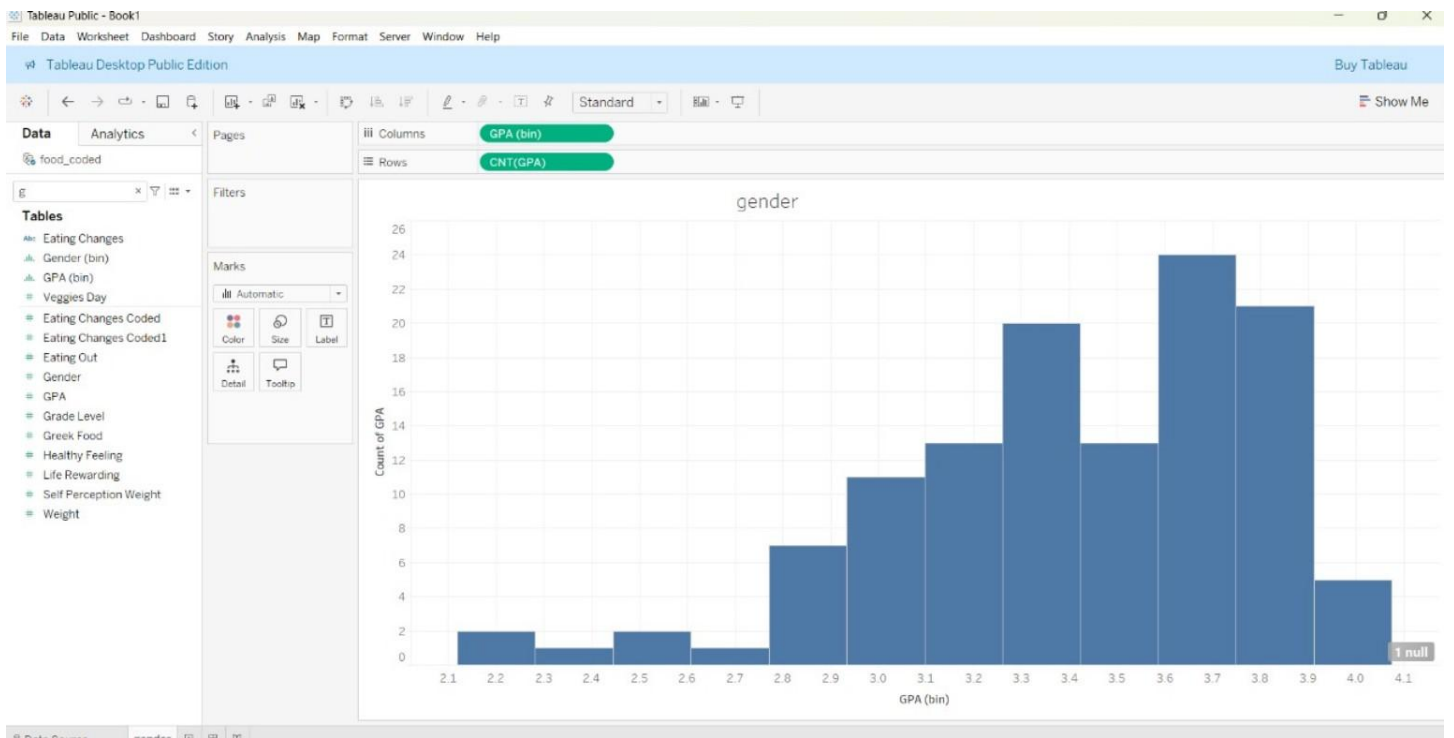 Tableau Public - Book1
File Data Worksheet Dashboard Story Analysis Map Format Server Window Help
Tableau Desktop Public Edition Buy Tableau
Standard Show Me
Data Analytics
food_coded
g
Tables
Abc Eating Changes
Gender (bin)
GPA (bin)
# Veggies Day
# Eating Changes Coded
# Eating Changes Coded1
# Eating Out
# Gender
# GPA
# Grade Level
# Greek Food
# Healthy Feeling
# Life Rewarding
# Self Perception Weight
# Weight
Pages
Filters
Marks
Automatic
Color Size Label
Detail Tooltip
Columns GPA (bin)
Rows CNT(GPA)
gender
26
24
22
20
18
16
14
12
10
8
6
4
2
0
Count of GPA
1 null
2.1 2.2 2.3 2.4 2.5 2.6 2.7 2.8 2.9 3.0 3.1 3.2 3.3 3.4 3.5 3.6 3.7 3.8 3.9 4.0 4.1
GPA (bin)